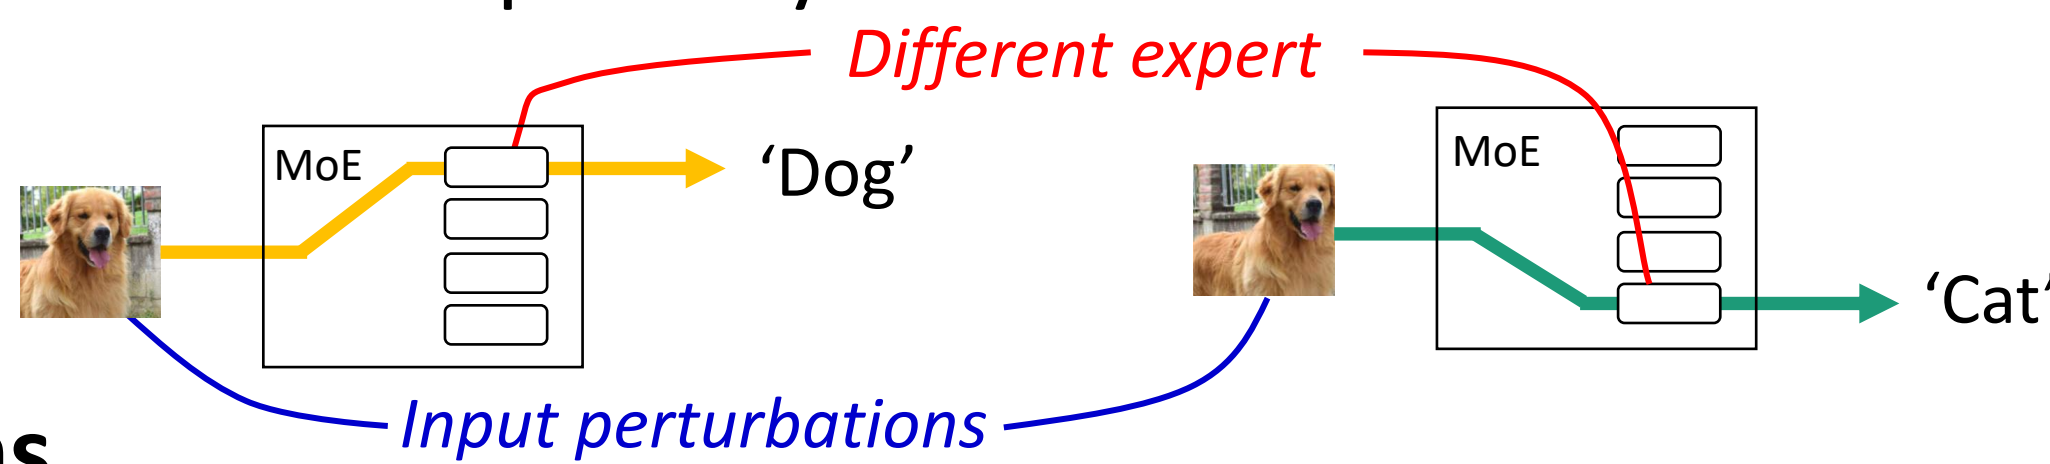 Different expert
MoE
‘Dog’
MoE
‘Cat’
Input perturbations